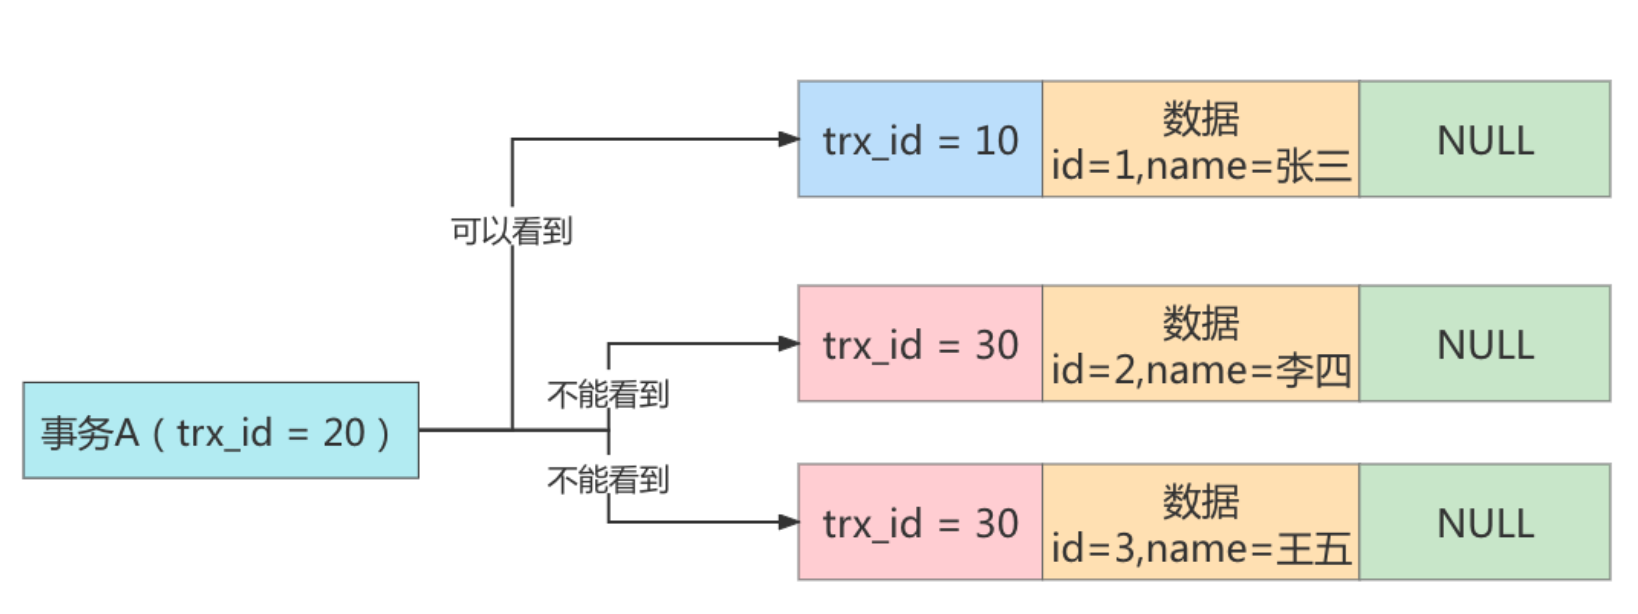 trx_id = 10
数据
id=1,name=张三
NULL
可以看到
trx_id = 30
数据
id=2,name=李四
NULL
不能看到
事务A（trx_id = 20）
不能看到
trx_id = 30
数据
id=3,name=王五
NULL